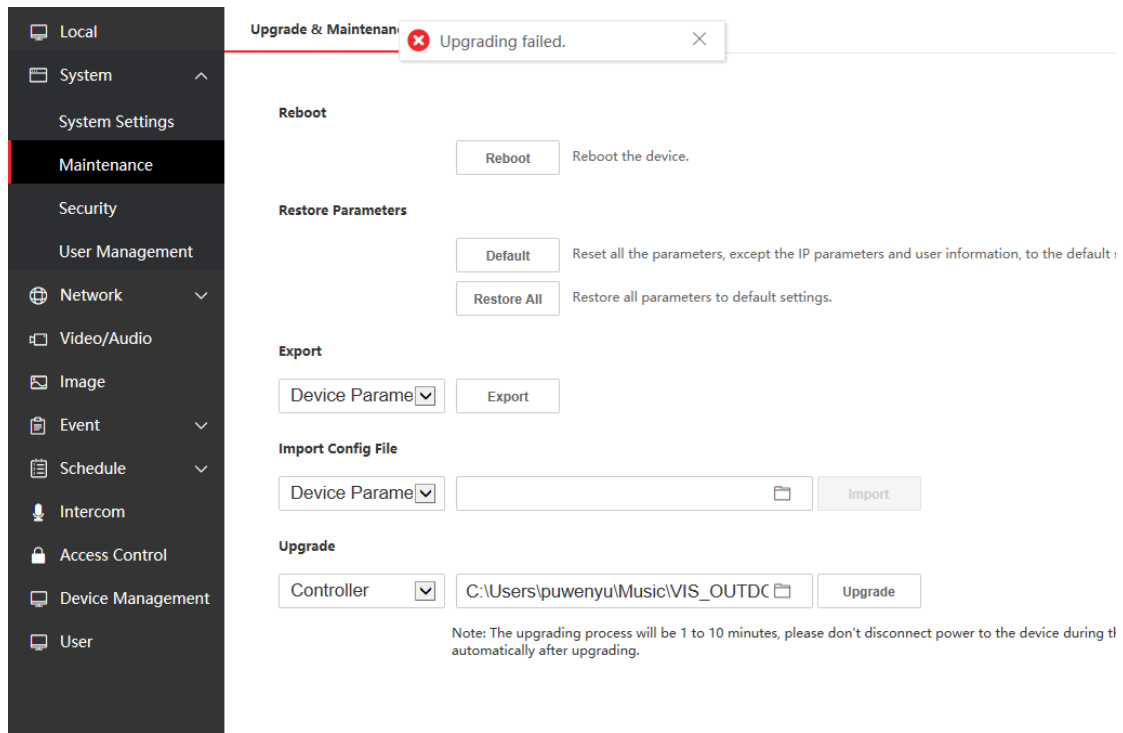 Local
System
System Settings
Maintenance
Security
User Management
Network
Video/Audio
Image
Event
Schedule
Intercom
Access Control
Device Management
User
Upgrade & Maintenan
Upgrading failed.
Reboot
Reboot Reboot the device.
Restore Parameters
Default Reset all the parameters, except the IP parameters and user information, to the default
Restore All Restore all parameters to default settings.
Export
Device Parame Export
Import Config File
Device Parame Import
Upgrade
Controller C:\Users\puwenyu\Music\VIS_OUTDO Upgrade
Note: The upgrading process will be 1 to 10 minutes, please don't disconnect power to the device during
automatically after upgrading.